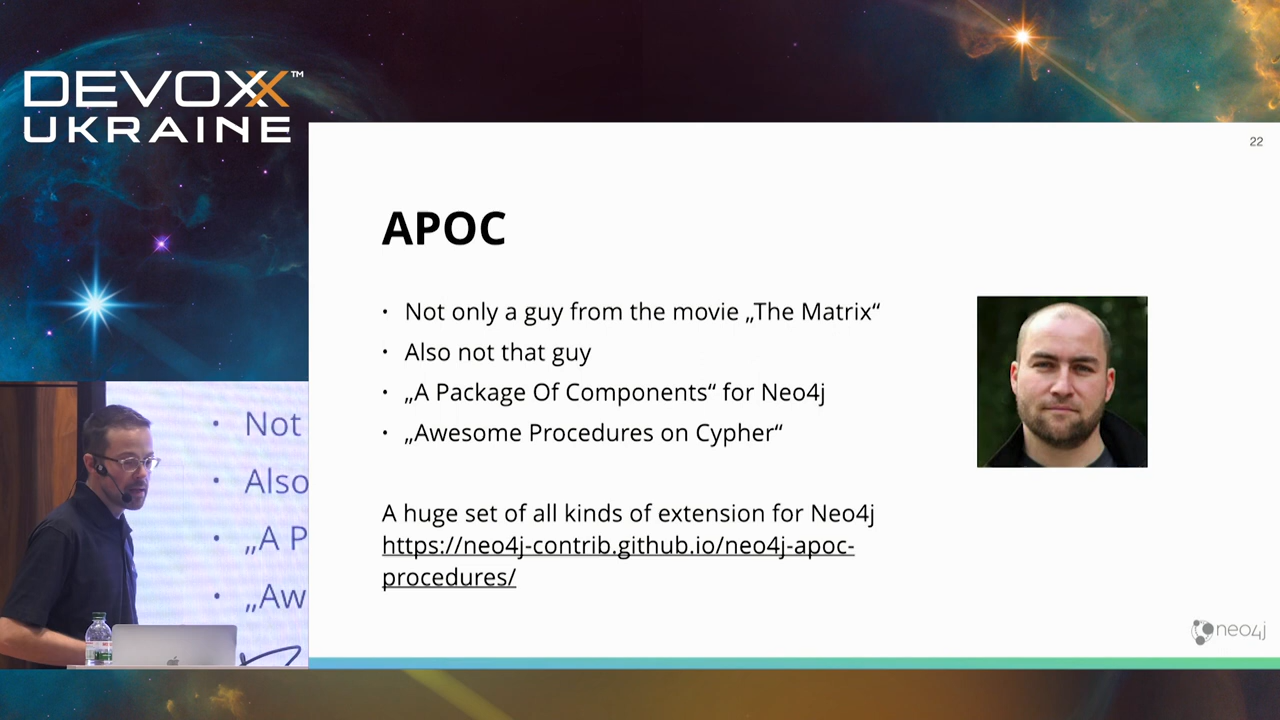 DEVOXX™
UKRAINE
22
APOC
• Not only a guy from the movie „The Matrix“
• Also not that guy
• „A Package Of Components“ for Neo4j
• „Awesome Procedures on Cypher“
A huge set of all kinds of extension for Neo4j
https://neo4j-contrib.github.io/neo4j-apoc-
procedures/
neo4j
• Not
• Also
• „A P
• „Aw